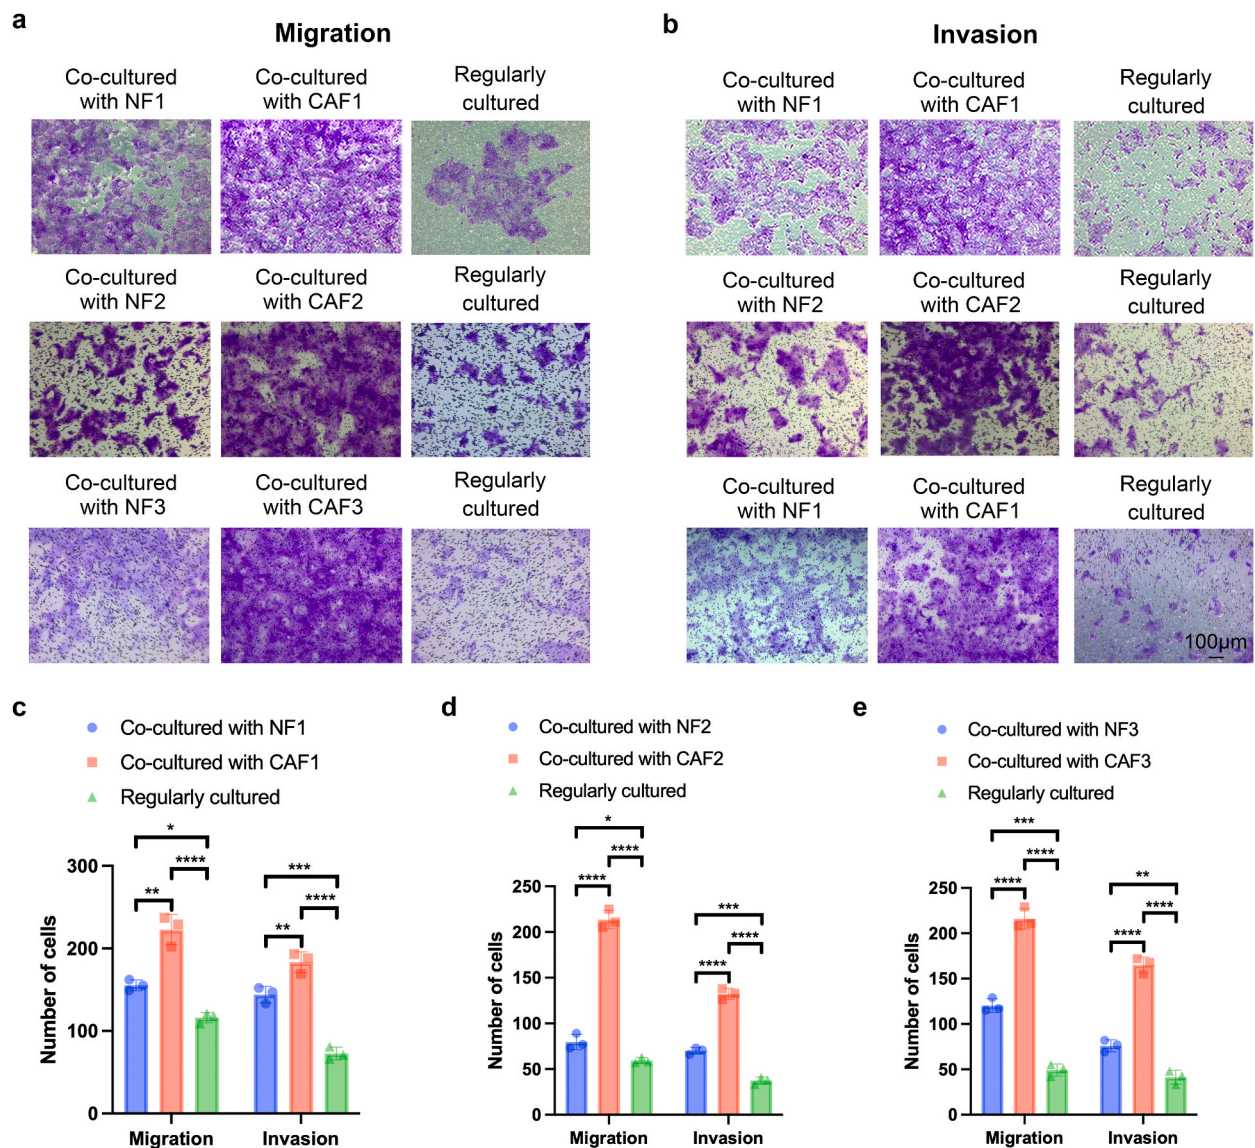 a
Migration
Co-cultured
with NF1
Co-cultured
with CAF1
Regularly
cultured
Co-cultured
with NF2
Co-cultured
with CAF2
Regularly
cultured
Co-cultured
with NF3
Co-cultured
with CAF3
Regularly
cultured
b
Invasion
Co-cultured
with NF1
Co-cultured
with CAF1
Regularly
cultured
Co-cultured
with NF2
Co-cultured
with CAF2
Regularly
cultured
Co-cultured
with NF1
Co-cultured
with CAF1
Regularly
cultured
100μm
c
Co-cultured with NF1
Co-cultured with CAF1
Regularly cultured
Number of cells
300
200
100
0
*
****
**
***
****
**
Migration
Invasion
d
Co-cultured with NF2
Co-cultured with CAF2
Regularly cultured
Number of cells
250
200
150
100
50
0
*
****
****
***
****
****
Migration
Invasion
e
Co-cultured with NF3
Co-cultured with CAF3
Regularly cultured
Number of cells
250
200
150
100
50
0
***
****
****
**
****
****
Migration
Invasion